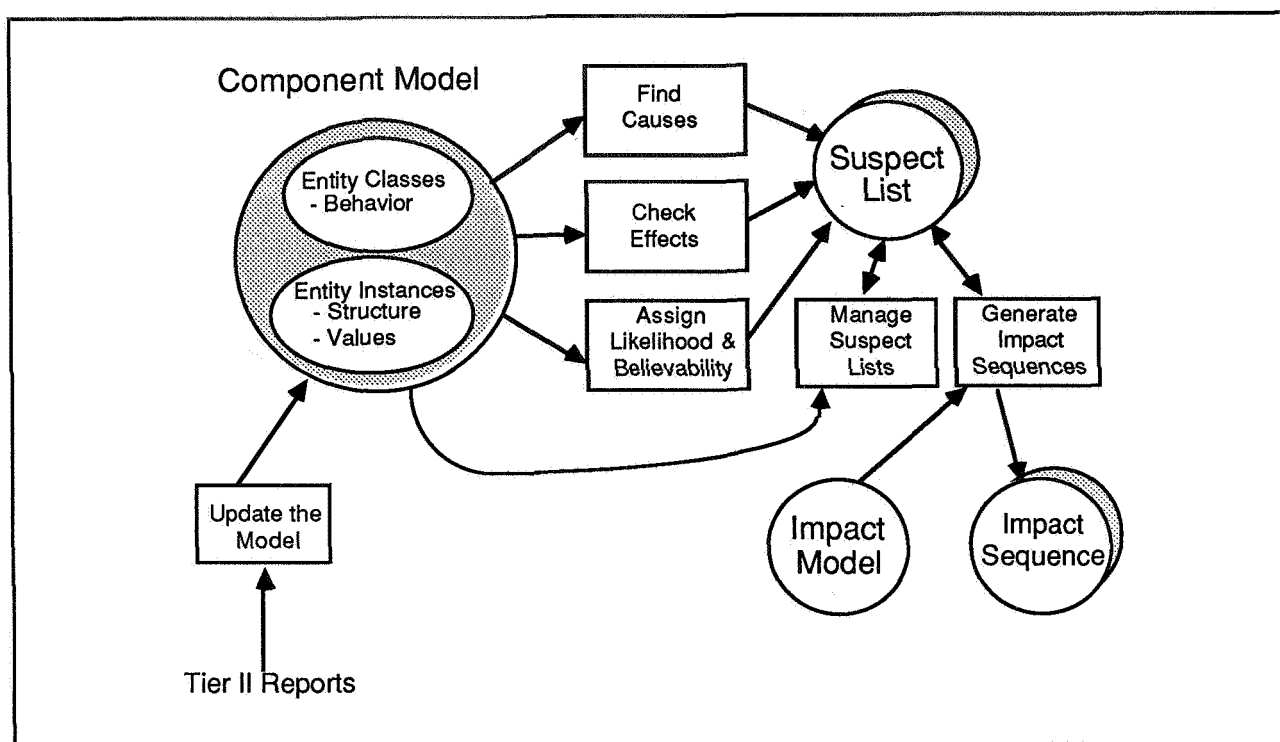 Component Model
Entity Classes
- Behavior
Entity Instances
- Structure
- Values
Find
Causes
Check
Effects
Assign
Likelihood &
Believability
Suspect
List
Manage
Suspect
Lists
Generate
Impact
Sequences
Update the
Model
Impact
Model
Impact
Sequence
Tier II Reports